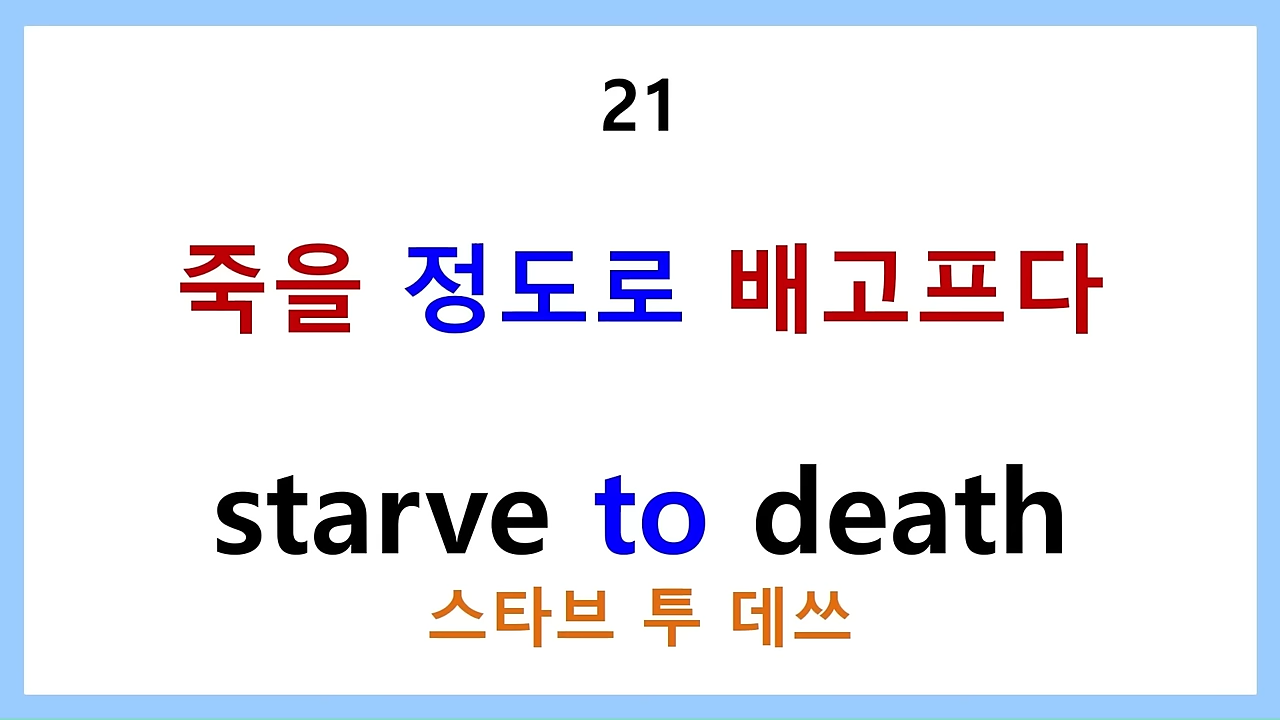 21
죽을 정도로 배고프다
starve to death
스타브 투 데쓰